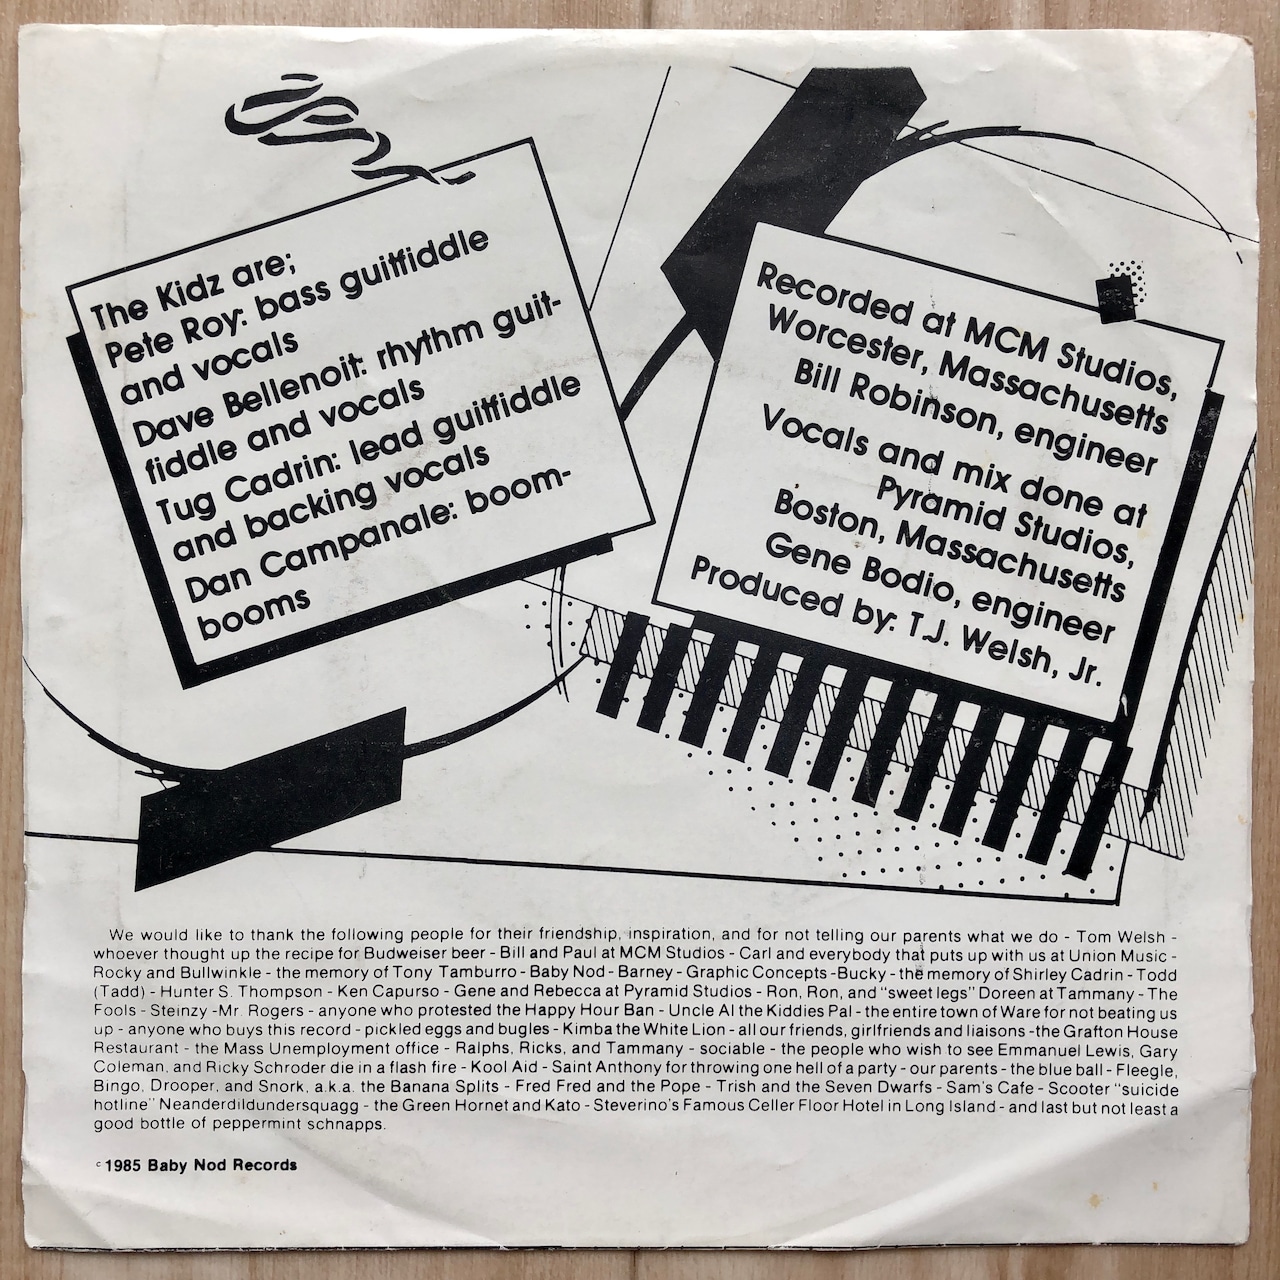 The Kidz are;
Pete Roy: bass guitfiddle
and vocals
Dave Bellenoit: rhythm guit-
fiddle and vocals
Tug Cadrin: lead guitfiddle
and backing vocals
Dan Campanale: boom-
booms
Recorded at MCM Studios,
Worcester, Massachusetts
Bill Robinson, engineer
Vocals and mix done at
Pyramid Studios,
Boston, Massachusetts
Gene Bodio, engineer
Produced by: T.J. Welsh, Jr.
We would like to thank the following people for their friendship, inspiration, and for not telling our parents what we do - Tom Welsh -
whoever thought up the recipe for Budweiser beer - Bill and Paul at MCM Studios - Carl and everybody that puts up with us at Union Music -
Rocky and Bullwinkle - the memory of Tony Tamburro - Baby Nod - Barney - Graphic Concepts -Bucky - the memory of Shirley Cadrin - Todd
(Tadd) - Hunter S. Thompson - Ken Capurso - Gene and Rebecca at Pyramid Studios - Ron, Ron, and "sweet legs" Doreen at Tammany - The
Fools - Steinzy -Mr. Rogers - anyone who protested the Happy Hour Ban - Uncle Al the Kiddies Pal - the entire town of Ware for not beating us
up - anyone who buys this record - pickled eggs and bugles - Kimba the White Lion - all our friends, girlfriends and liaisons -the Grafton House
Restaurant - the Mass Unemployment office - Ralphs, Ricks, and Tammany - sociable - the people who wish to see Emmanuel Lewis, Gary
Coleman, and Ricky Schroder die in a flash fire - Kool Aid - Saint Anthony for throwing one hell of a party - our parents - the blue ball - Fleegle,
Bingo, Drooper, and Snork, a.k.a. the Banana Splits - Fred Fred and the Pope - Trish and the Seven Dwarfs - Sam's Cafe - Scooter "suicide
hotline" Neanderdildundersquagg - the Green Hornet and Kato - Steverino's Famous Celler Floor Hotel in Long Island - and last but not least a
good bottle of peppermint schnapps.
c 1985 Baby Nod Records